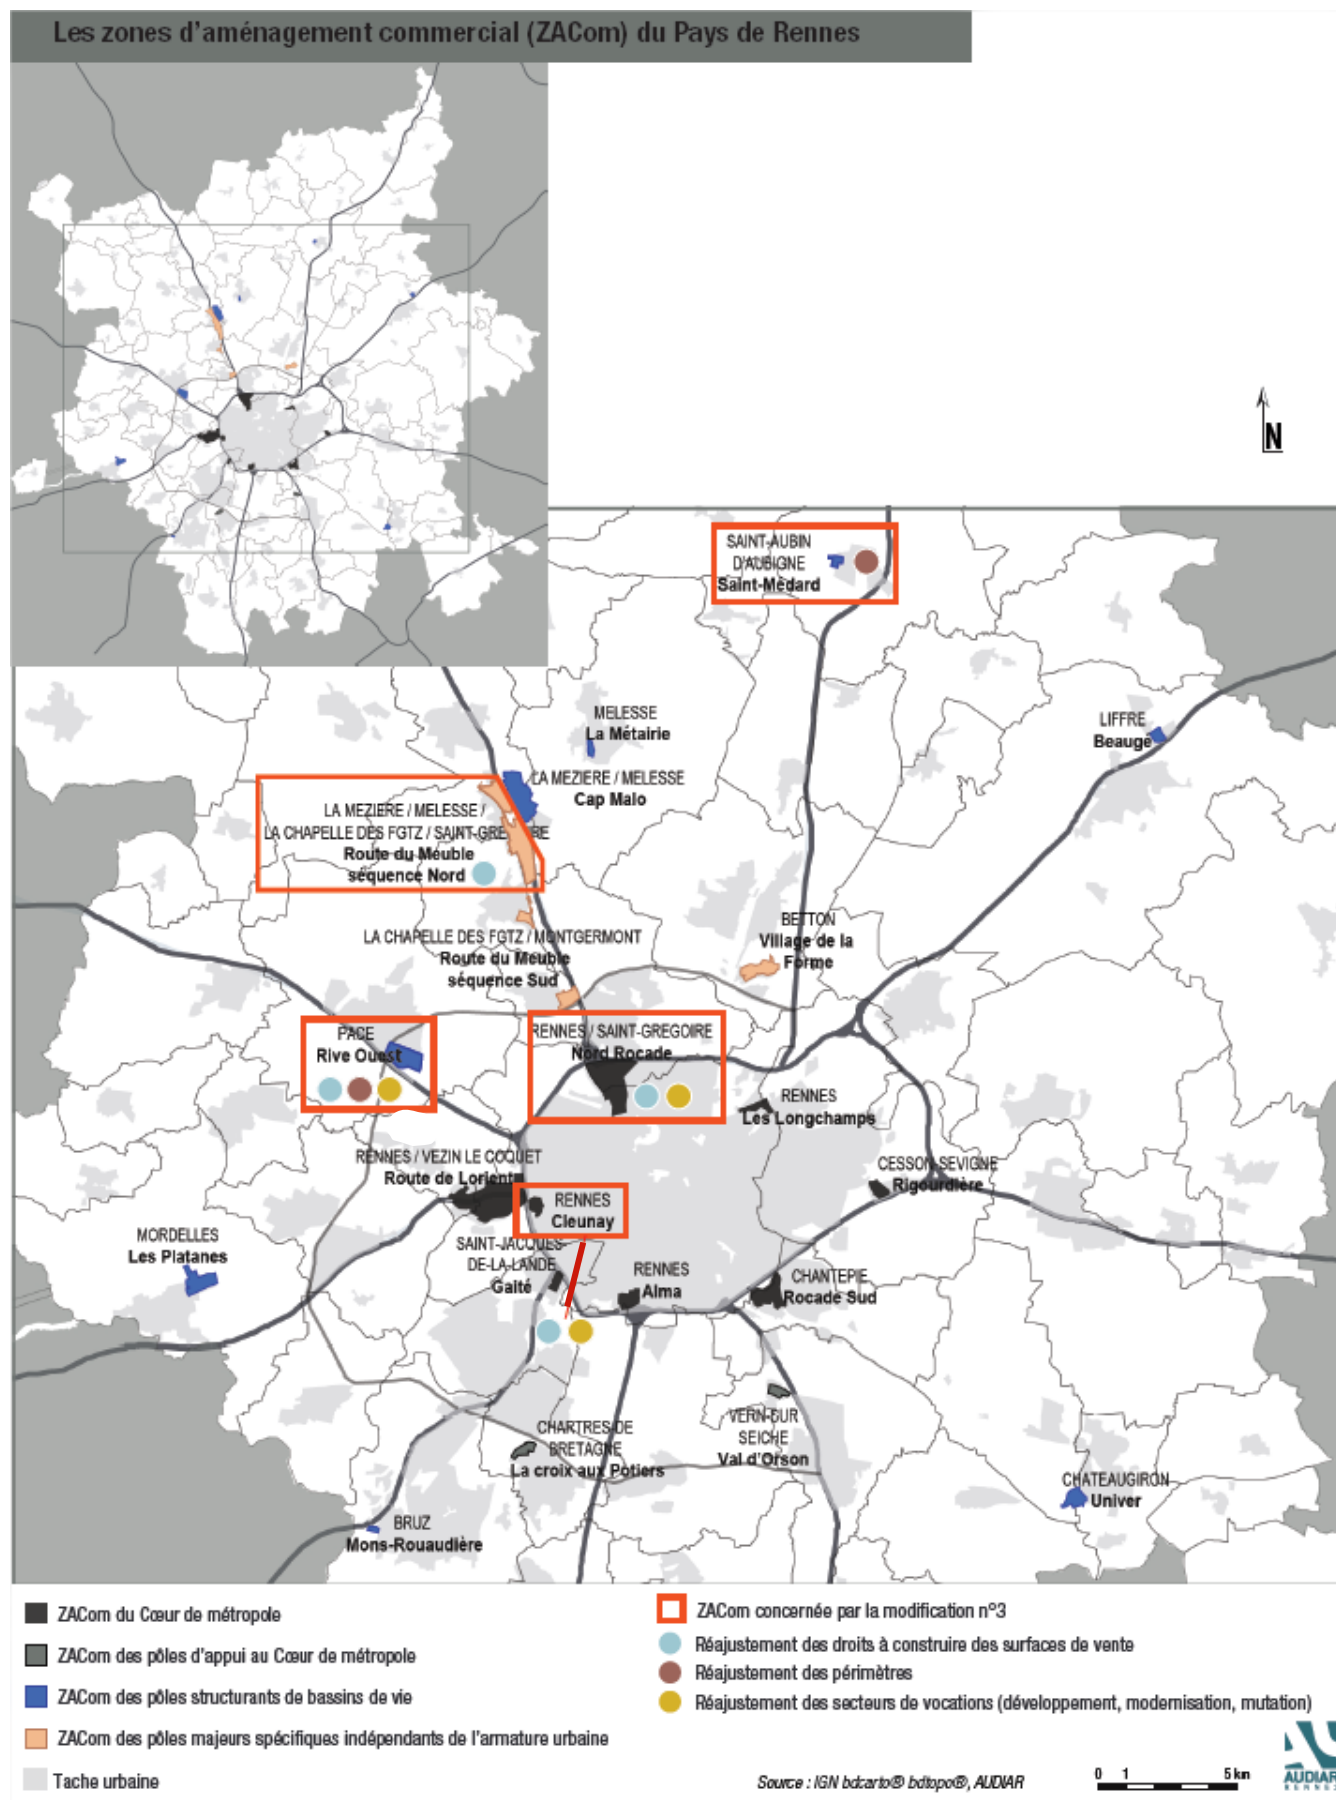 Les zones d'aménagement commercial (ZACom) du Pays de Rennes
N
SAINT-AUBIN
D'AUBIGNE
Saint-Médard
MELESSE
La Métairie
LIFFRE
Beauge
LA MEZIERE / MELESSE
Cap Malo
LA MEZIERE / MELESSE /
LA CHAPELLE DES FGTZ / SAINT-GREGOIRE
Route du Meuble
séquence Nord
BETTON
Village de la
Forme
LA CHAPELLE DES FGTZ / MONTGERMONT
Route du Meuble
séquence Sud
PACE
Rive Ouest
RENNES / SAINT-GREGOIRE
Nord Rocade
RENNES
Les Longchamps
RENNES / VEZIN LE COQUET
Route de Lorient
CESSON-SEVIGNE
Rigourdière
RENNES
Cleunay
MORDELLES
Les Platanes
SAINT-JACQUES-
DE-LA-LANDE
Gaité
RENNES
Alma
CHANTEPIE
Rocade Sud
CHARTRES-DE
BRETAGNE
La croix aux Potiers
VERN-SUR
SEICHE
Val d'Orson
CHATEAUGIRON
Univer
BRUZ
Mons-Rouaudière
ZACom du Cœur de métropole
ZACom des pôles d'appui au Cœur de métropole
ZACom des pôles structurants de bassins de vie
ZACom des pôles majeurs spécifiques indépendants de l'armature urbaine
Tache urbaine
ZACom concernée par la modification n°3
Réajustement des droits à construire des surfaces de vente
Réajustement des périmètres
Réajustement des secteurs de vocations (développement, modernisation, mutation)
Source : IGN bdcarto® bdtopo®, AUDIAR
0 1 5 km
AUDIAR
RENNES